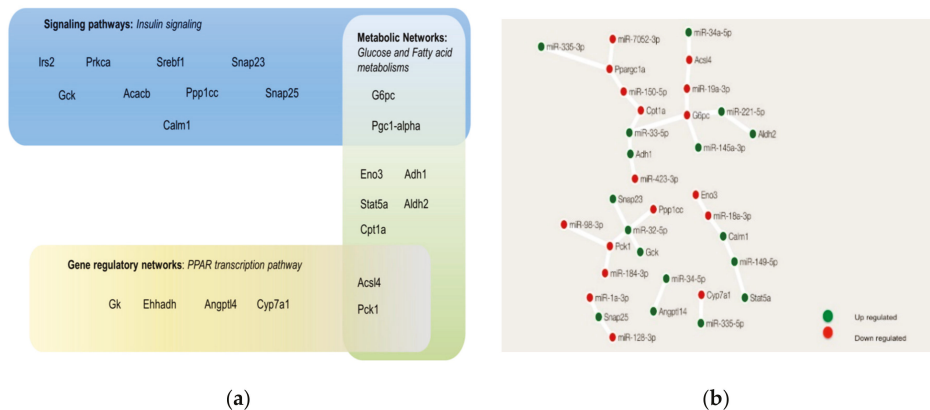 Signaling pathways: Insulin signaling
Irs2 Prkca Srebf1 Snap23
Gck Acacb Ppp1cc Snap25
Calm1
Metabolic Networks:
Glucose and Fatty acid
metabolisms
G6pc
Pgc1-alpha
Eno3 Adh1
Stat5a Aldh2
Cpt1a
Gene regulatory networks: PPAR transcription pathway
Gk Ehhadh Angptl4 Cyp7a1
Acsl4
Pck1
(a)
miR-335-3p
miR-7052-3p
miR-34a-5p
Ppargc1a
Acsl4
miR-150-5p
miR-19a-3p
Cpt1a
G6pc
miR-221-5p
miR-33-5p
Aldh2
Adh1
miR-145a-3p
miR-423-3p
Snap23
Eno3
Ppp1cc
miR-18a-3p
miR-98-3p
miR-32-5p
Calm1
Pck1
Gck
miR-149-5p
miR-184-3p
miR-34-5p
miR-1a-3p
Cyp7a1
Stat5a
Snap25
Angptl14
miR-335-5p
miR-128-3p
Up regulated
Down regulated
(b)